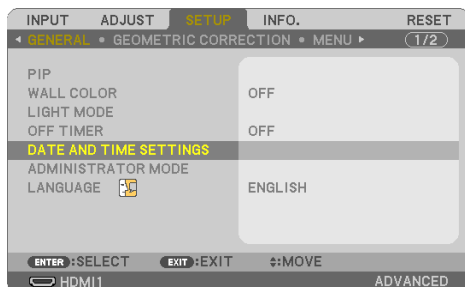 INPUT ADJUST SETUP INFO. RESET
GENERAL • GEOMETRIC CORRECTION • MENU 1/2
PIP
WALL COLOR OFF
LIGHT MODE
OFF TIMER OFF
DATE AND TIME SETTINGS
ADMINISTRATOR MODE
LANGUAGE ENGLISH
ENTER :SELECT EXIT :EXIT :MOVE
HDMI1 ADVANCED